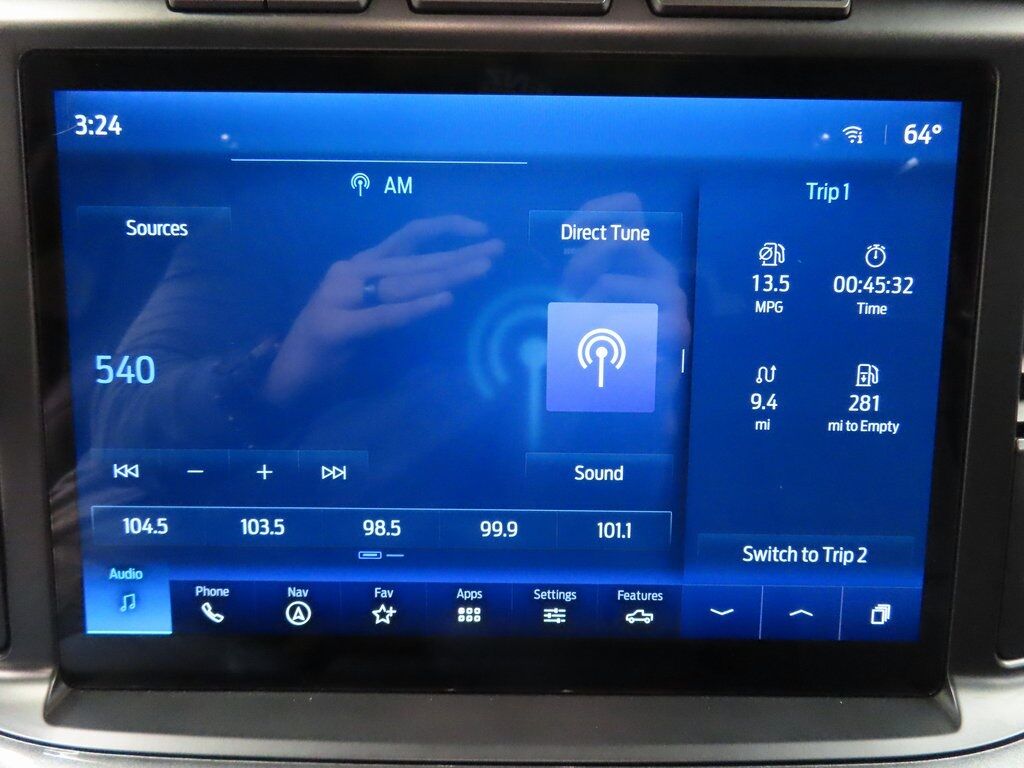 3:24
64°
AM
Sources
Direct Tune
540
Sound
104.5 103.5 98.5 99.9 101.1
Trip 1
13.5 00:45:32
MPG Time
9.4 281
mi mi to Empty
Switch to Trip 2
Audio Phone Nav Fav Apps Settings Features